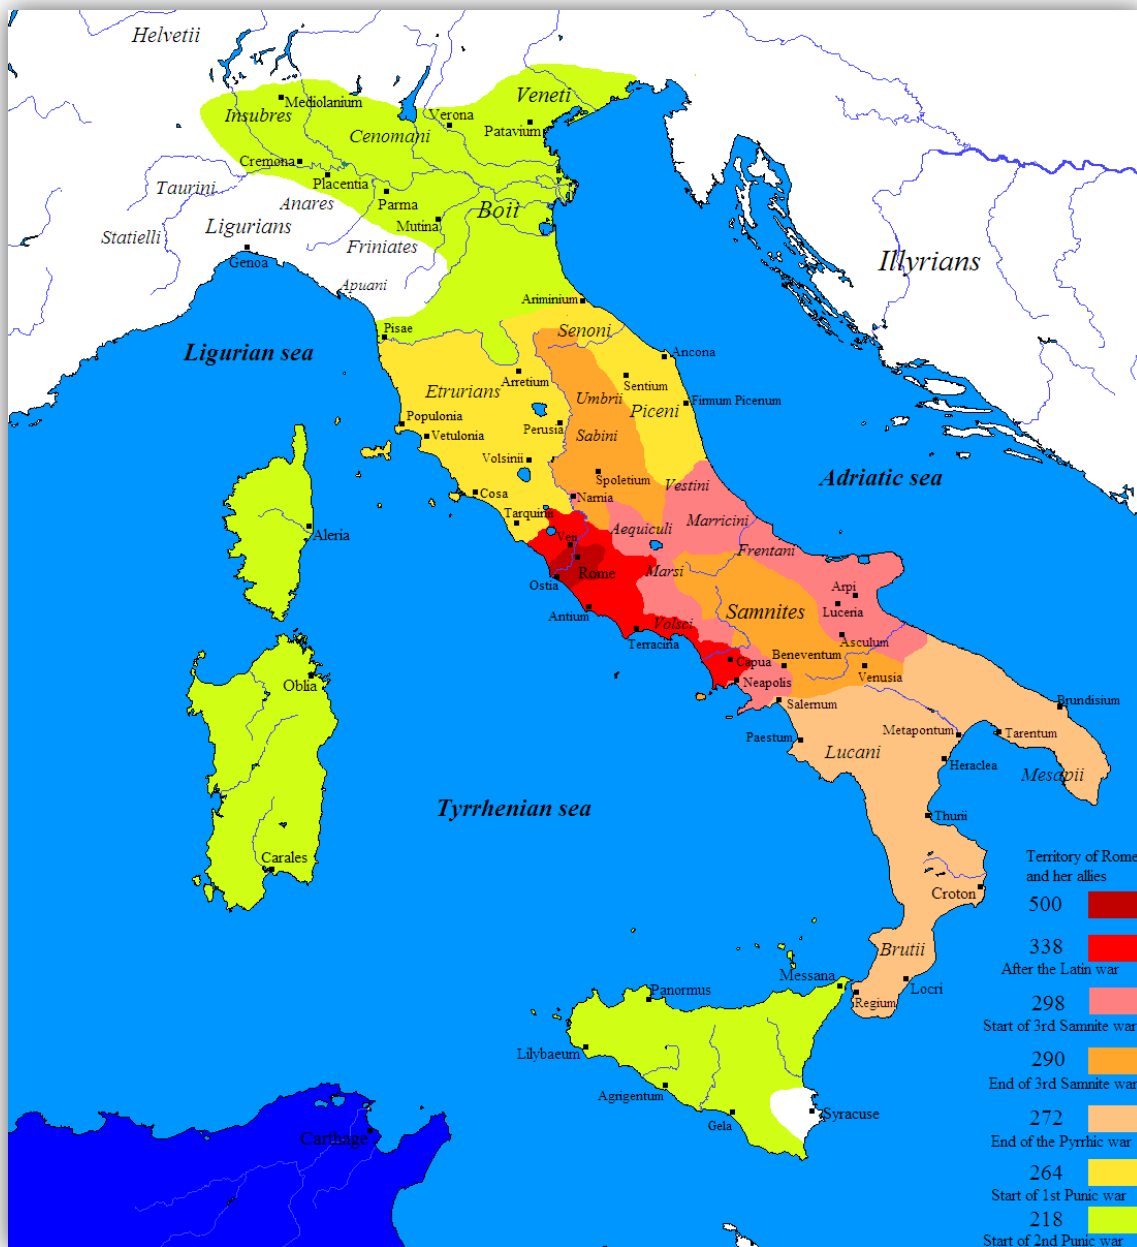 Helvetii
Mediolanium
Insubres
Veneti
Verona
Cenomani
Patavium
Cremona
Placentia
Taurini
Anares
Parma
Boii
Mutina
Ligurians
Statielli
Friniates
Genoa
Illyrians
Apuani
Ariminium
Pisae
Senoni
Ligurian sea
Ancona
Arretium
Sentium
Etrurians
Umbrii
Firmum Picenum
Piceni
Populonia
Perusia
Vetulonia
Sabini
Volsinii
Adriatic sea
Spoletium
Vestini
Cosa
Narnia
Tarquinii
Marricini
Aequiculi
Aleria
Veii
Frentani
Rome
Marsi
Ostia
Arpi
Samnites
Luceria
Antium
Volsci
Terracina
Asculum
Beneventum
Capua
Venusia
Neapolis
Oblia
Salernum
Brundisium
Metapontum
Tarentum
Paestum
Lucani
Heraclea
Mesapii
Tyrrhenian sea
Thurii
Carales
Territory of Rome
and her allies
Croton
500
338
Brutii
After the Latin war
Messana
Locri
Panormus
Regium
298
Start of 3rd Samnite war
Lilybaeum
290
End of 3rd Samnite war
Agrigentum
Syracuse
272
Gela
Carthage
End of the Pyrrhic war
264
Start of 1st Punic war
218
Start of 2nd Punic war